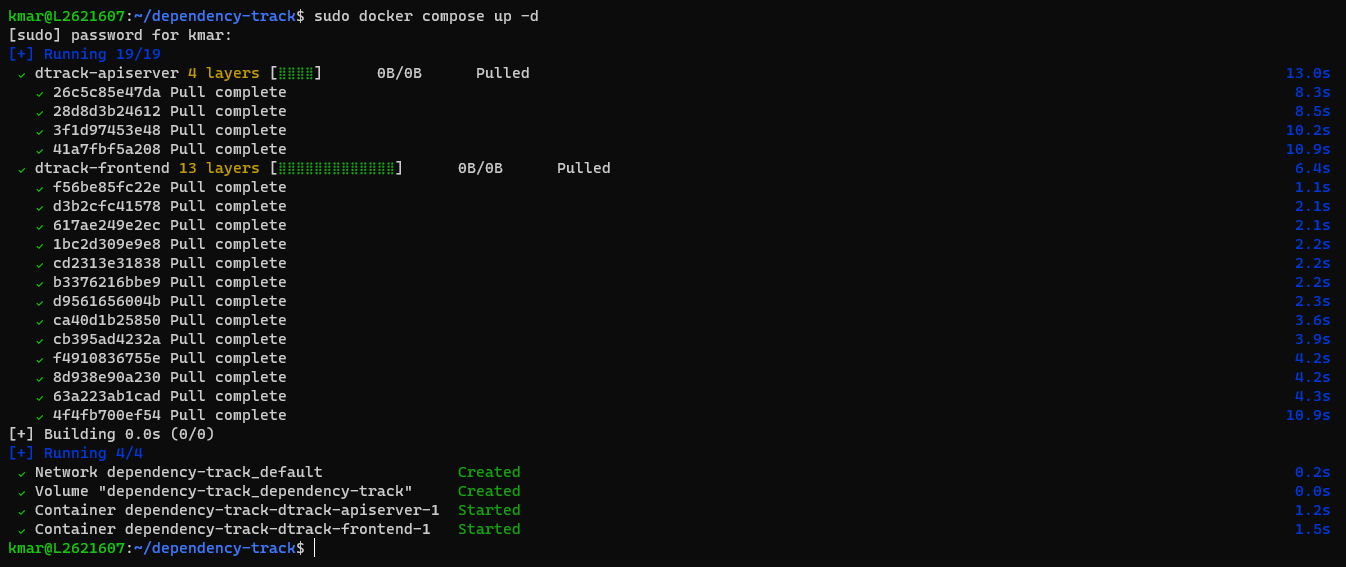 kmar@L2621607:~/dependency-track$ sudo docker compose up -d
[sudo] password for kmar:
[+] Running 19/19
✓ dtrack-apiserver 4 layers [⣿⣿⣿⣿] 0B/0B Pulled 13.0s
✓ 26c5c85e47da Pull complete 8.3s
✓ 28d8d3b24612 Pull complete 8.5s
✓ 3f1d97453e48 Pull complete 10.2s
✓ 41a7fbf5a208 Pull complete 10.9s
✓ dtrack-frontend 13 layers [⣿⣿⣿⣿⣿⣿⣿⣿⣿⣿⣿⣿⣿] 0B/0B Pulled 6.4s
✓ f56be85fc22e Pull complete 1.1s
✓ d3b2cfc41578 Pull complete 2.1s
✓ 617ae249e2ec Pull complete 2.1s
✓ 1bc2d309e9e8 Pull complete 2.2s
✓ cd2313e31838 Pull complete 2.2s
✓ b3376216bbe9 Pull complete 2.2s
✓ d9561656004b Pull complete 2.3s
✓ ca40d1b25850 Pull complete 3.6s
✓ cb395ad4232a Pull complete 3.9s
✓ f4910836755e Pull complete 4.2s
✓ 8d938e90a230 Pull complete 4.2s
✓ 63a223ab1cad Pull complete 4.3s
✓ 4f4fb700ef54 Pull complete 10.9s
[+] Building 0.0s (0/0)
[+] Running 4/4
✓ Network dependency-track_default Created 0.2s
✓ Volume "dependency-track_dependency-track" Created 0.0s
✓ Container dependency-track-dtrack-apiserver-1 Started 1.2s
✓ Container dependency-track-dtrack-frontend-1 Started 1.5s
kmar@L2621607:~/dependency-track$